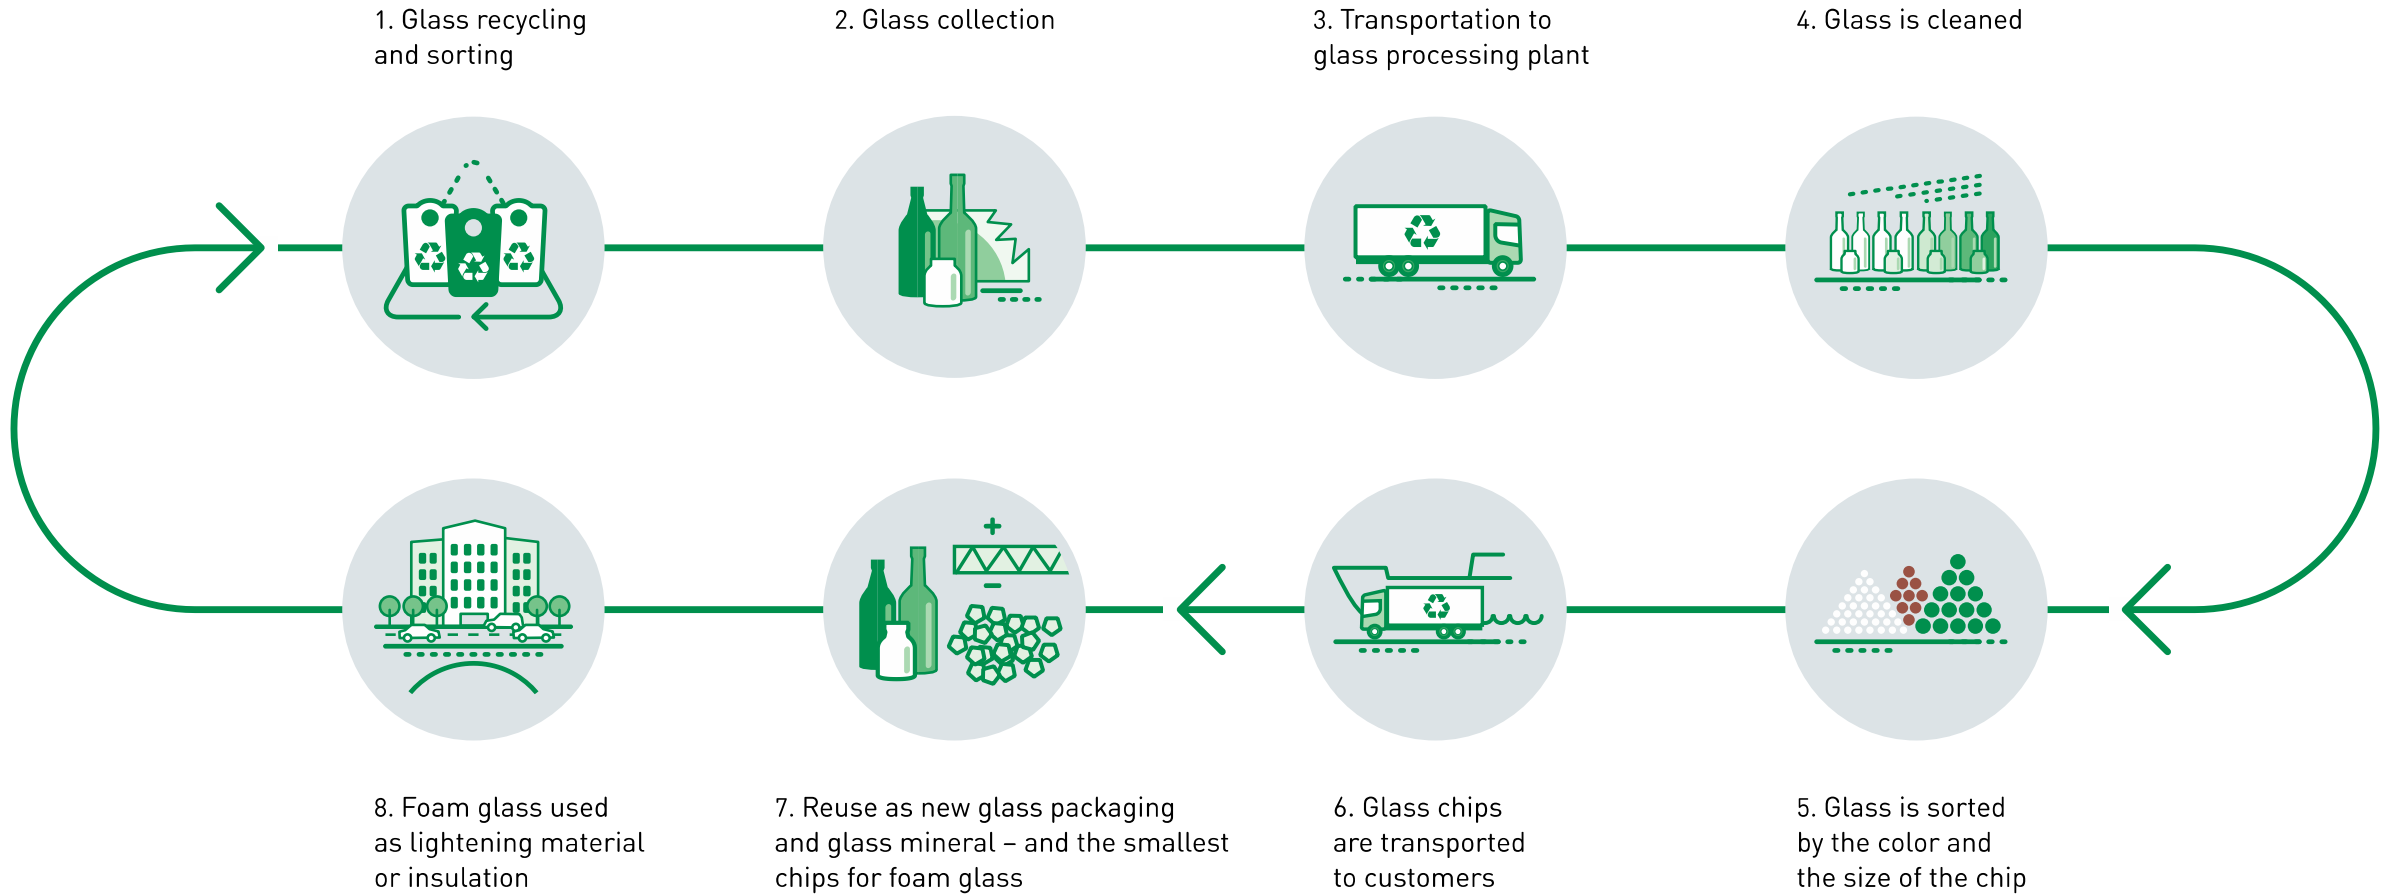 1. Glass recycling
and sorting
2. Glass collection
3. Transportation to
glass processing plant
4. Glass is cleaned
8. Foam glass used
as lightening material
or insulation
7. Reuse as new glass packaging
and glass mineral – and the smallest
chips for foam glass
6. Glass chips
are transported
to customers
5. Glass is sorted
by the color and
the size of the chip